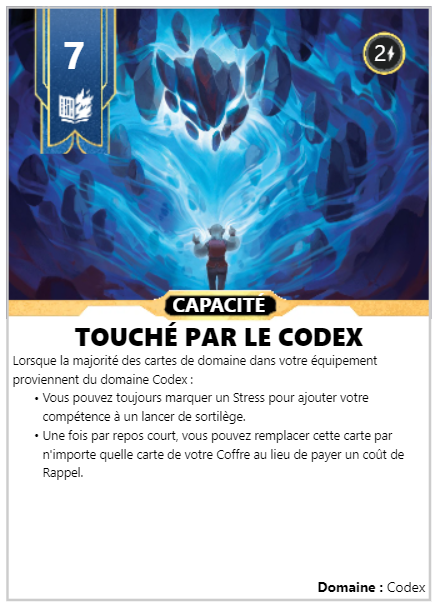 7
2
CAPACITÉ
TOUCHÉ PAR LE CODEX
Lorsque la majorité des cartes de domaine dans votre équipement
proviennent du domaine Codex :
• Vous pouvez toujours marquer un Stress pour ajouter votre
compétence à un lancer de sortilège.
• Une fois par repos court, vous pouvez remplacer cette carte par
n'importe quelle carte de votre Coffre au lieu de payer un coût de
Rappel.
Domaine : Codex